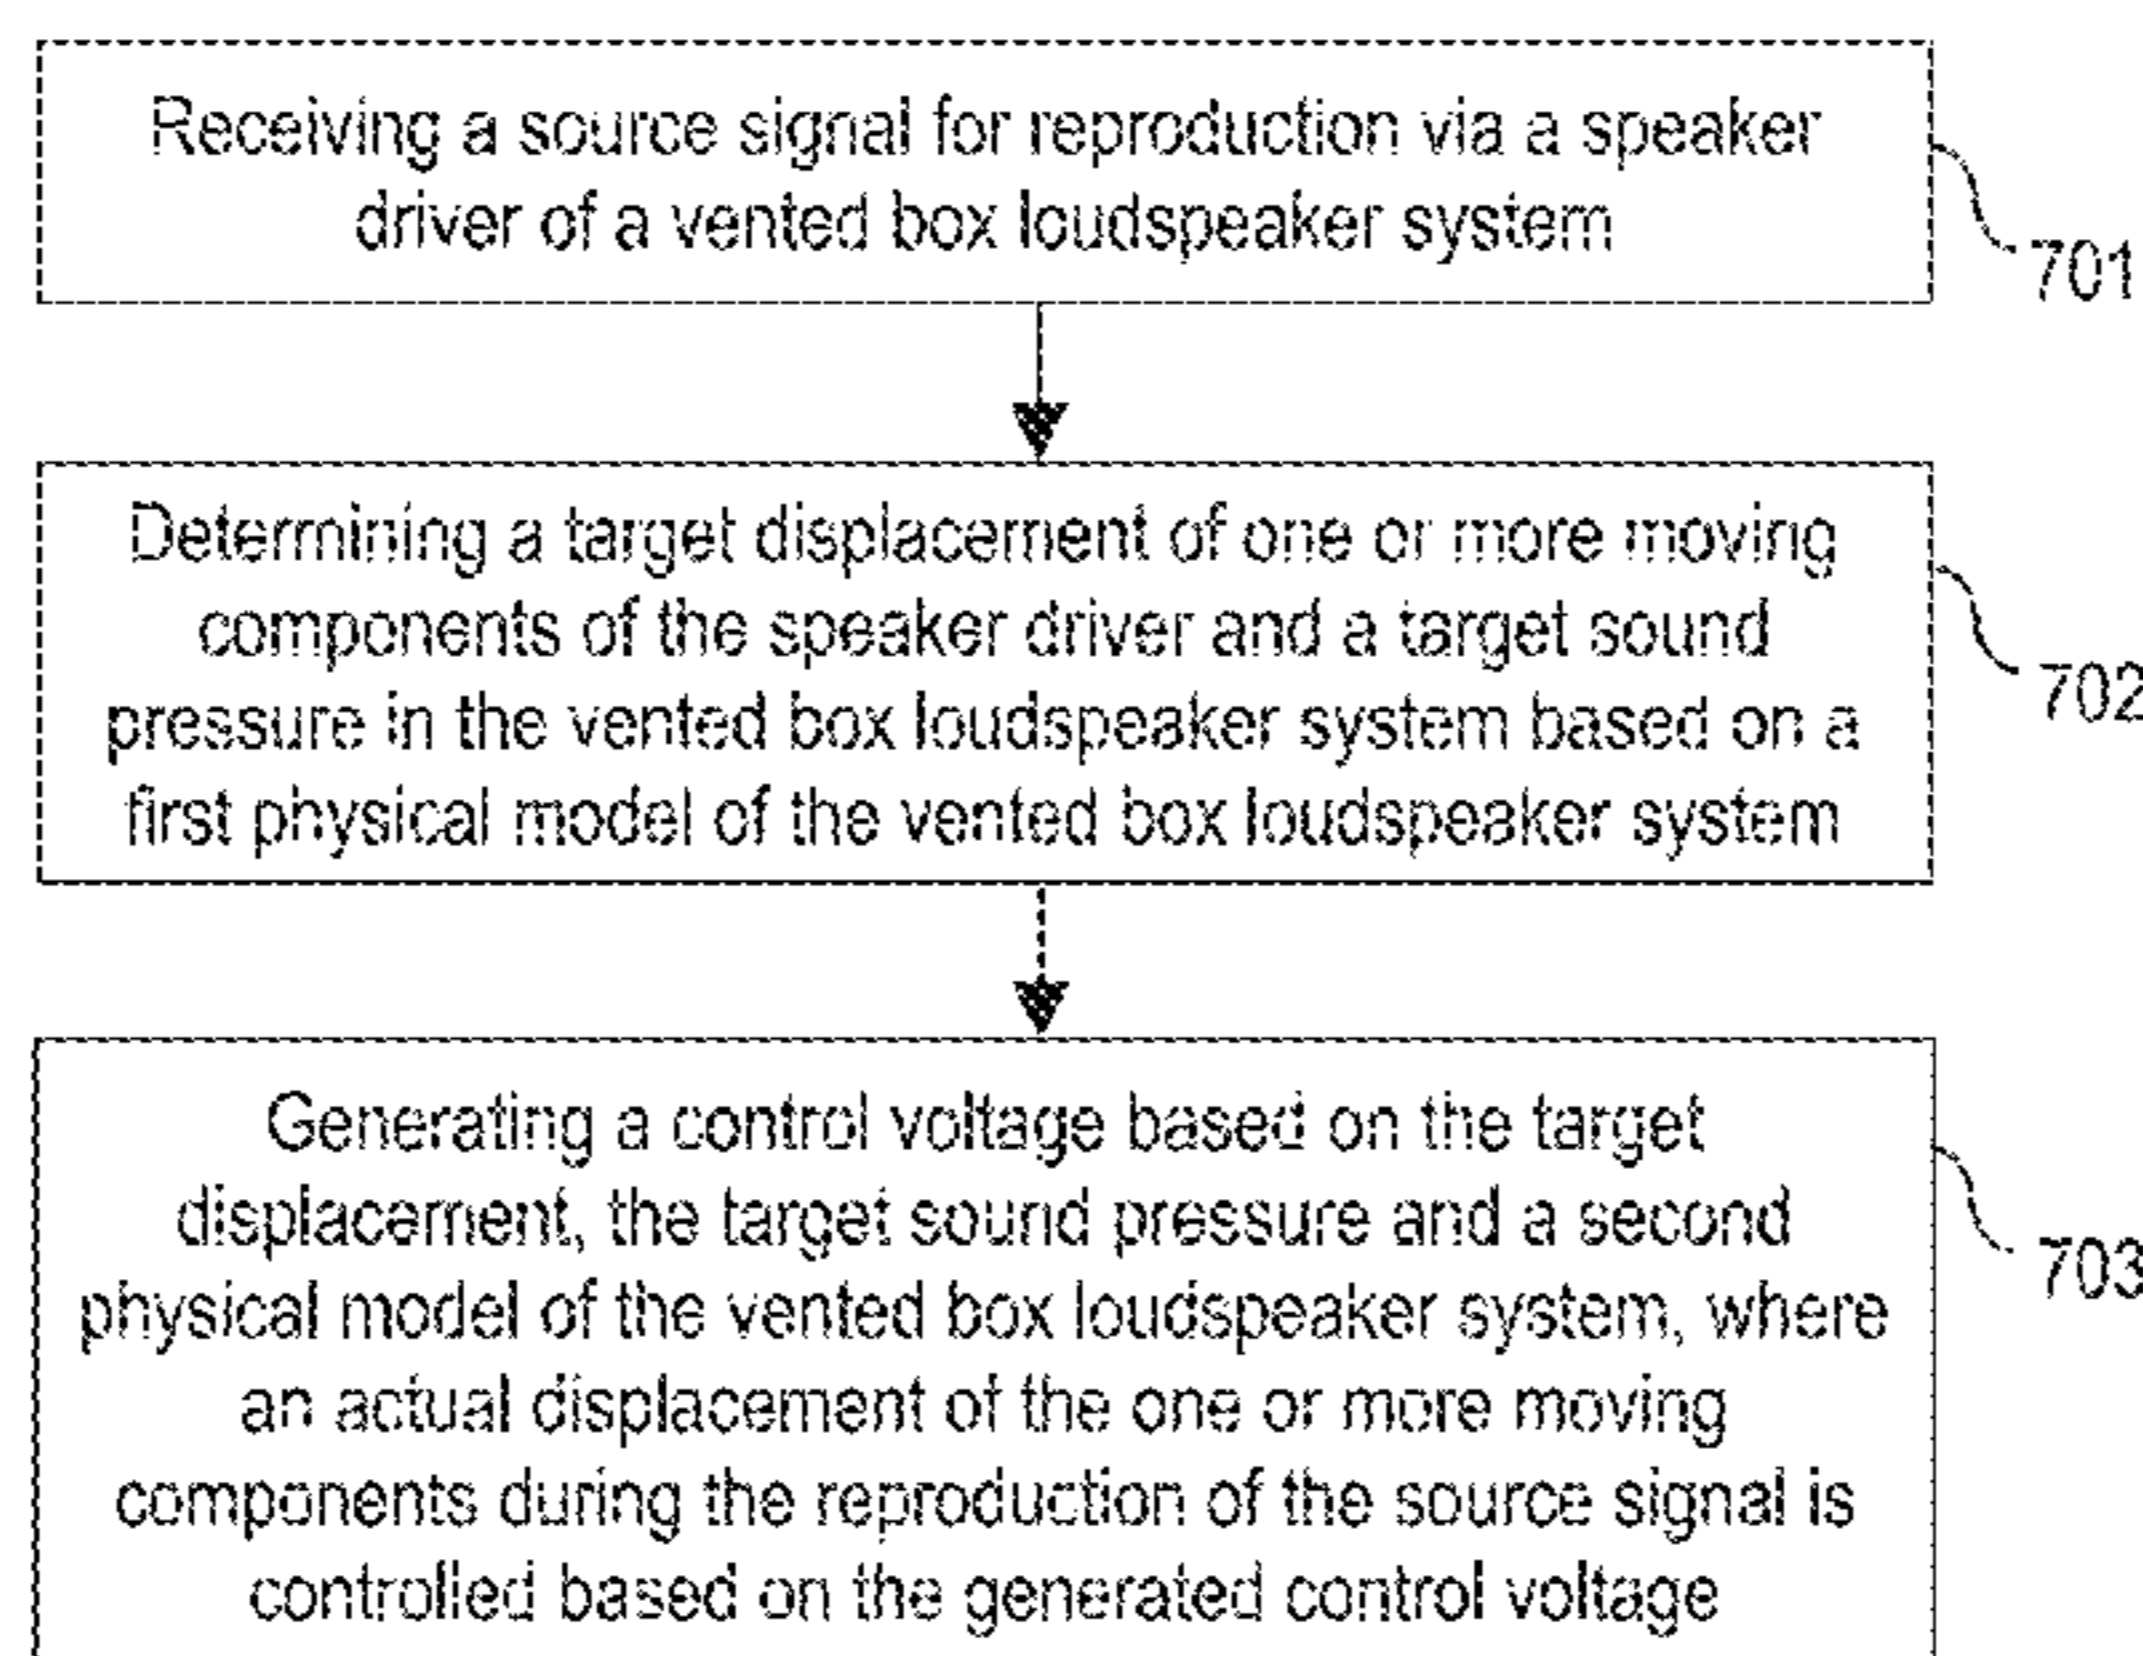 Receiving a source signal for reproduction via a speaker
driver of a vented box loudspeaker system
701
Determining a target displacement of one or more moving
components of the speaker driver and a target sound
pressure in the vented box loudspeaker system based on a
first physical model of the vented box loudspeaker system
702
Generating a control voltage based on the target
displacement, the target sound pressure and a second
physical model of the vented box loudspeaker system, where
an actual displacement of the one or more moving
components during the reproduction of the source signal is
controlled based on the generated control voltage
703